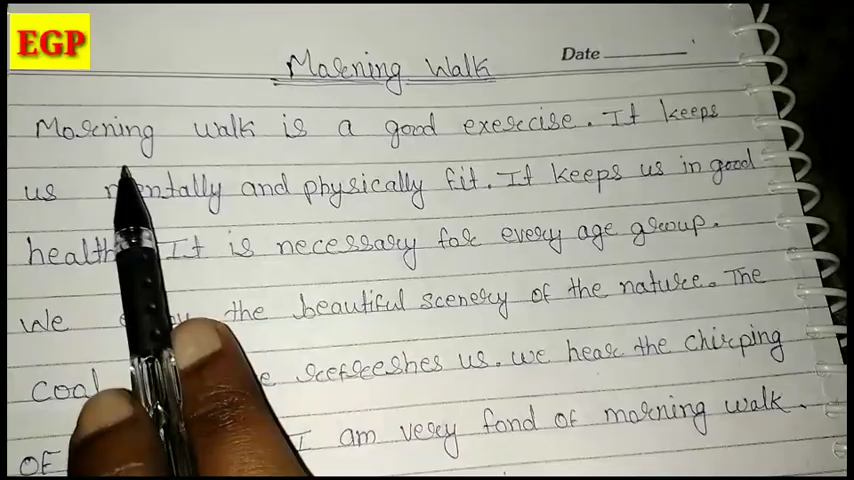 EGP
Morning Walk
Date
Morning walk is a good exercise. It keeps
us mentally and physically fit. It keeps us in good
health It is necessary for every age group.
We the beautiful scenery of the nature. The
cool refreshes us. we hear the chirping
of I am very fond of morning walk.